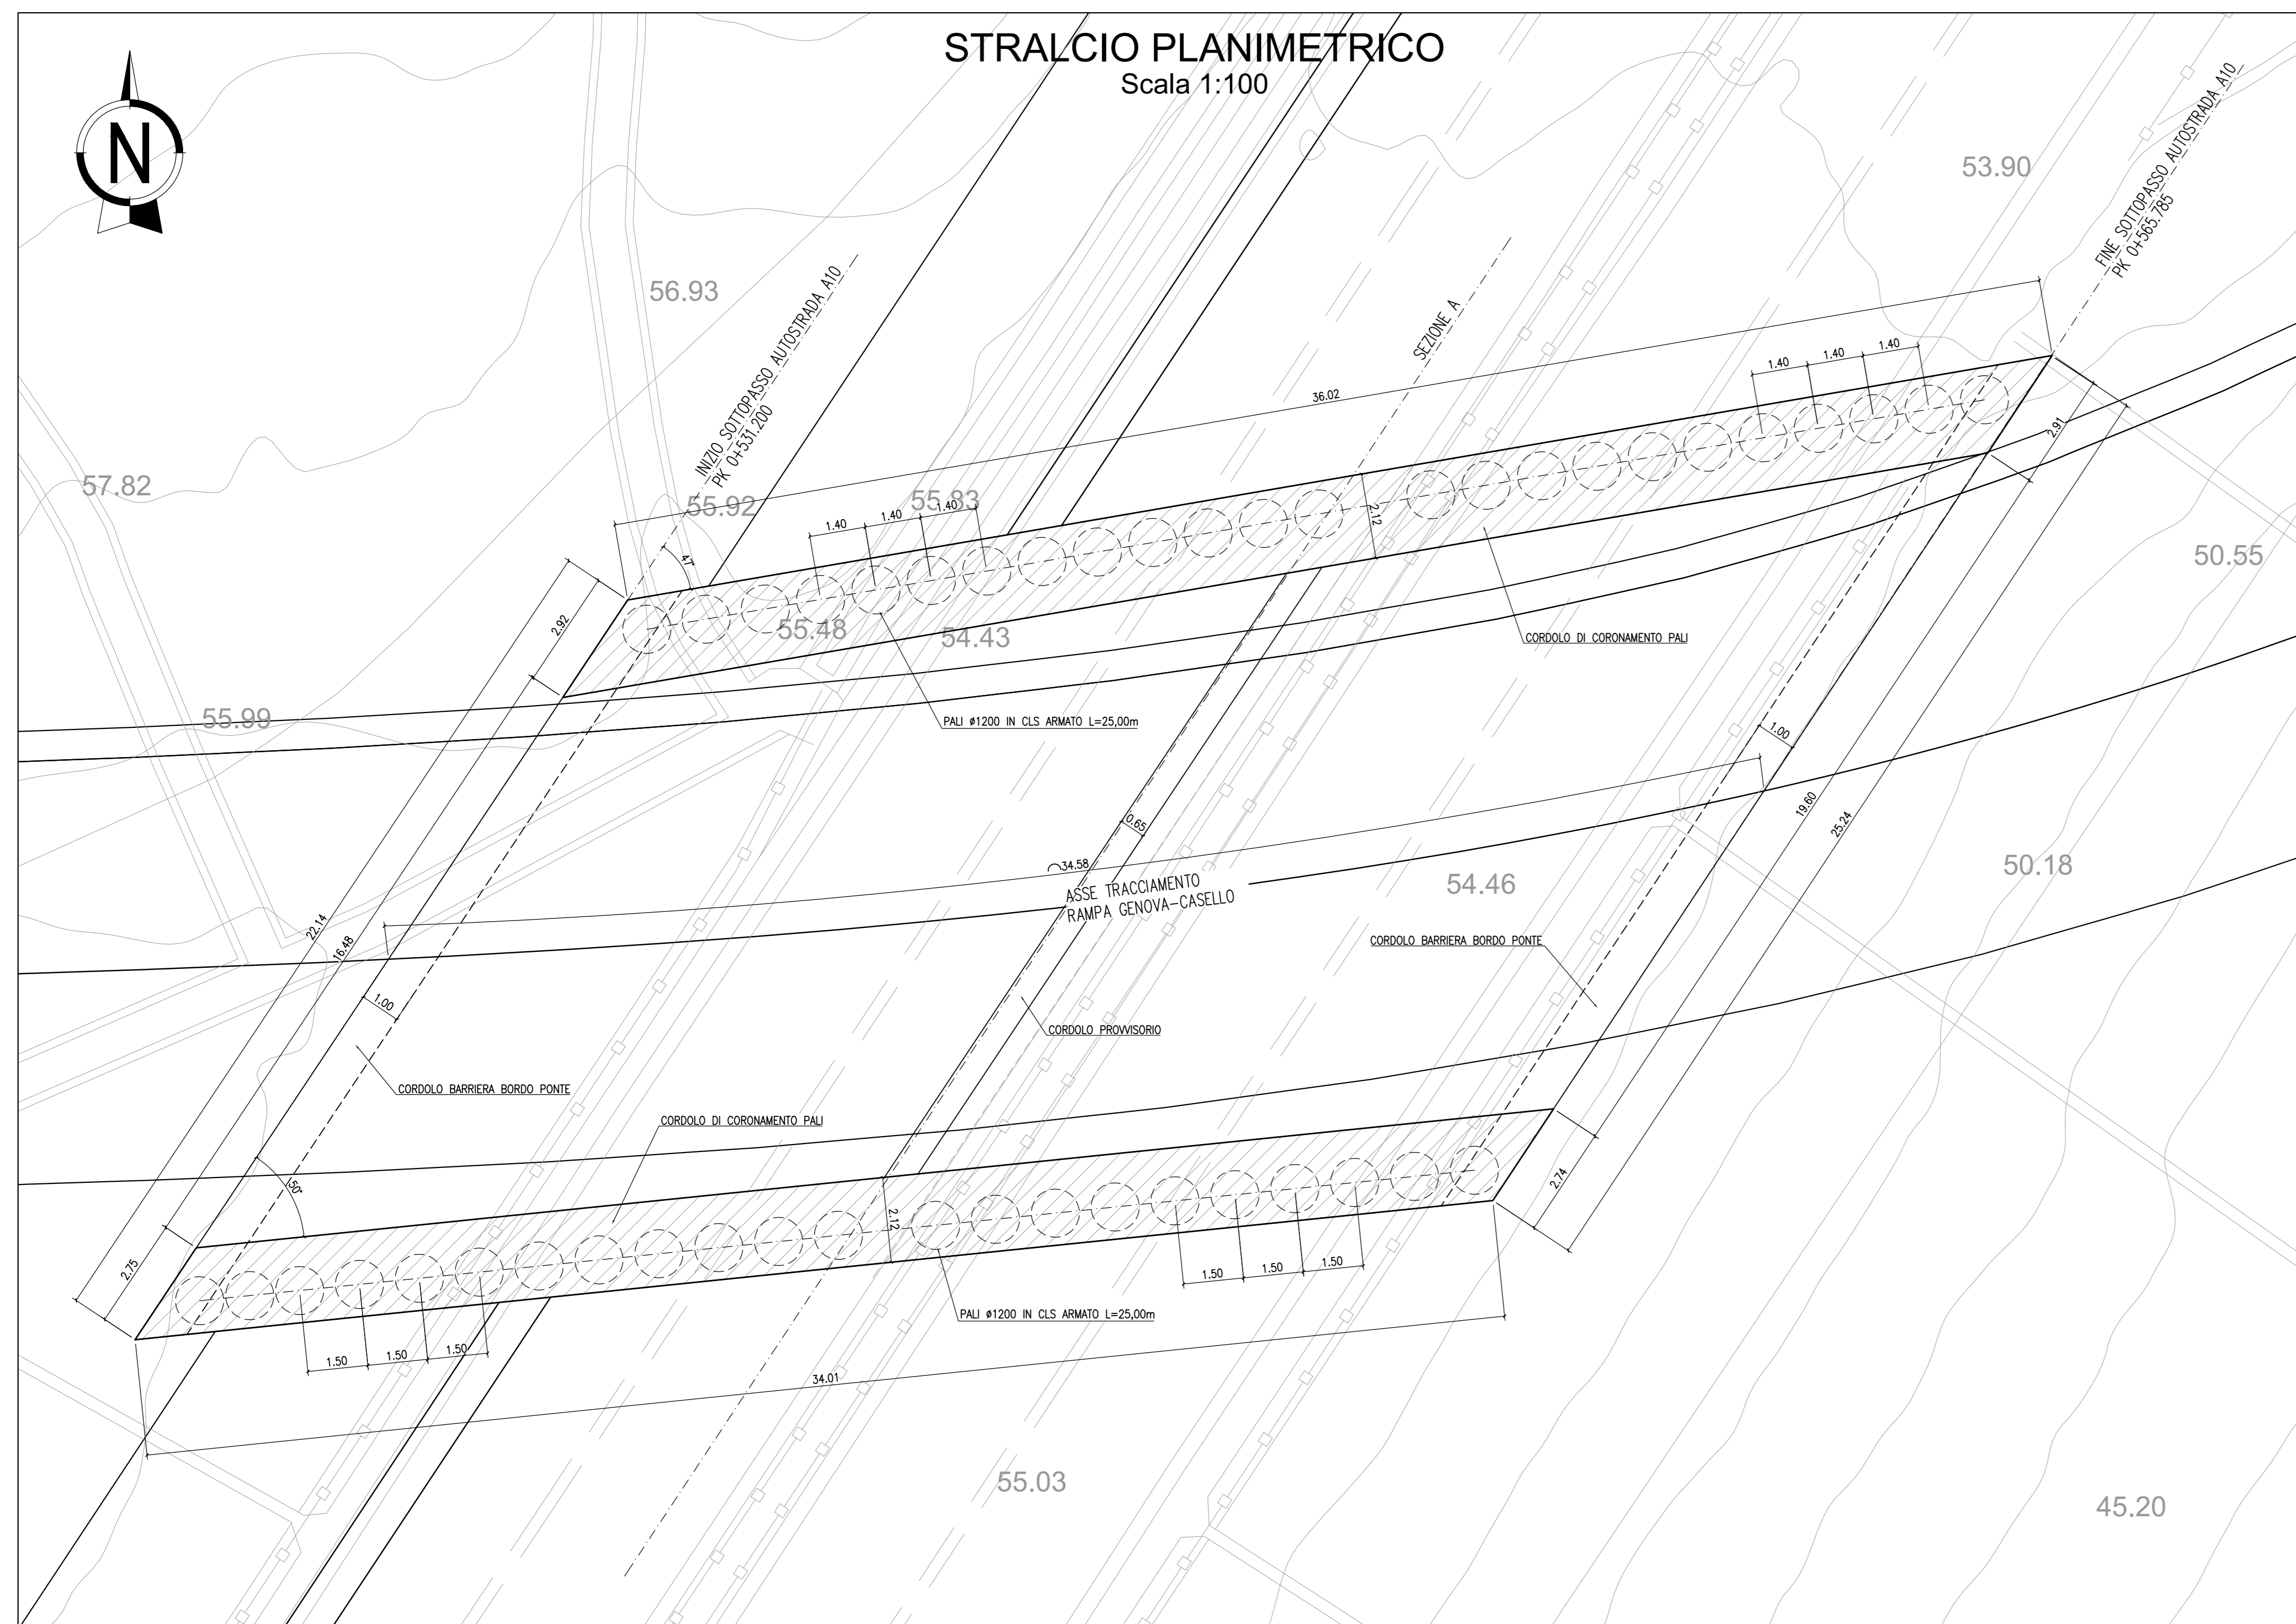 STRALCIO PLANIMETRICO
Scala 1:100
N
53.90
FINE SOTTOPASSO AUTOSTRADA A10
PK 0+565.785
56.93
INIZIO SOTTOPASSO AUTOSTRADA A10
PK 0+531.200
SEZIONE A
36.02
1.40
1.40
1.40
57.82
55.92
55.83
1.40
1.40
1.40
2.12
2.91
50.55
47°
2.92
55.48
54.43
CORDOLO DI CORONAMENTO PALI
55.99
PALI ø1200 IN CLS ARMATO L=25,00m
1.00
19.60
25.24
0.65
34.58
ASSE TRACCIAMENTO
RAMPA GENOVA-CASELLO
54.46
50.18
22.14
16.48
CORDOLO BARRIERA BORDO PONTE
1.00
CORDOLO PROVVISORIO
CORDOLO BARRIERA BORDO PONTE
CORDOLO DI CORONAMENTO PALI
50°
2.74
2.12
2.75
1.50
1.50
1.50
PALI ø1200 IN CLS ARMATO L=25,00m
1.50
1.50
1.50
34.01
55.03
45.20